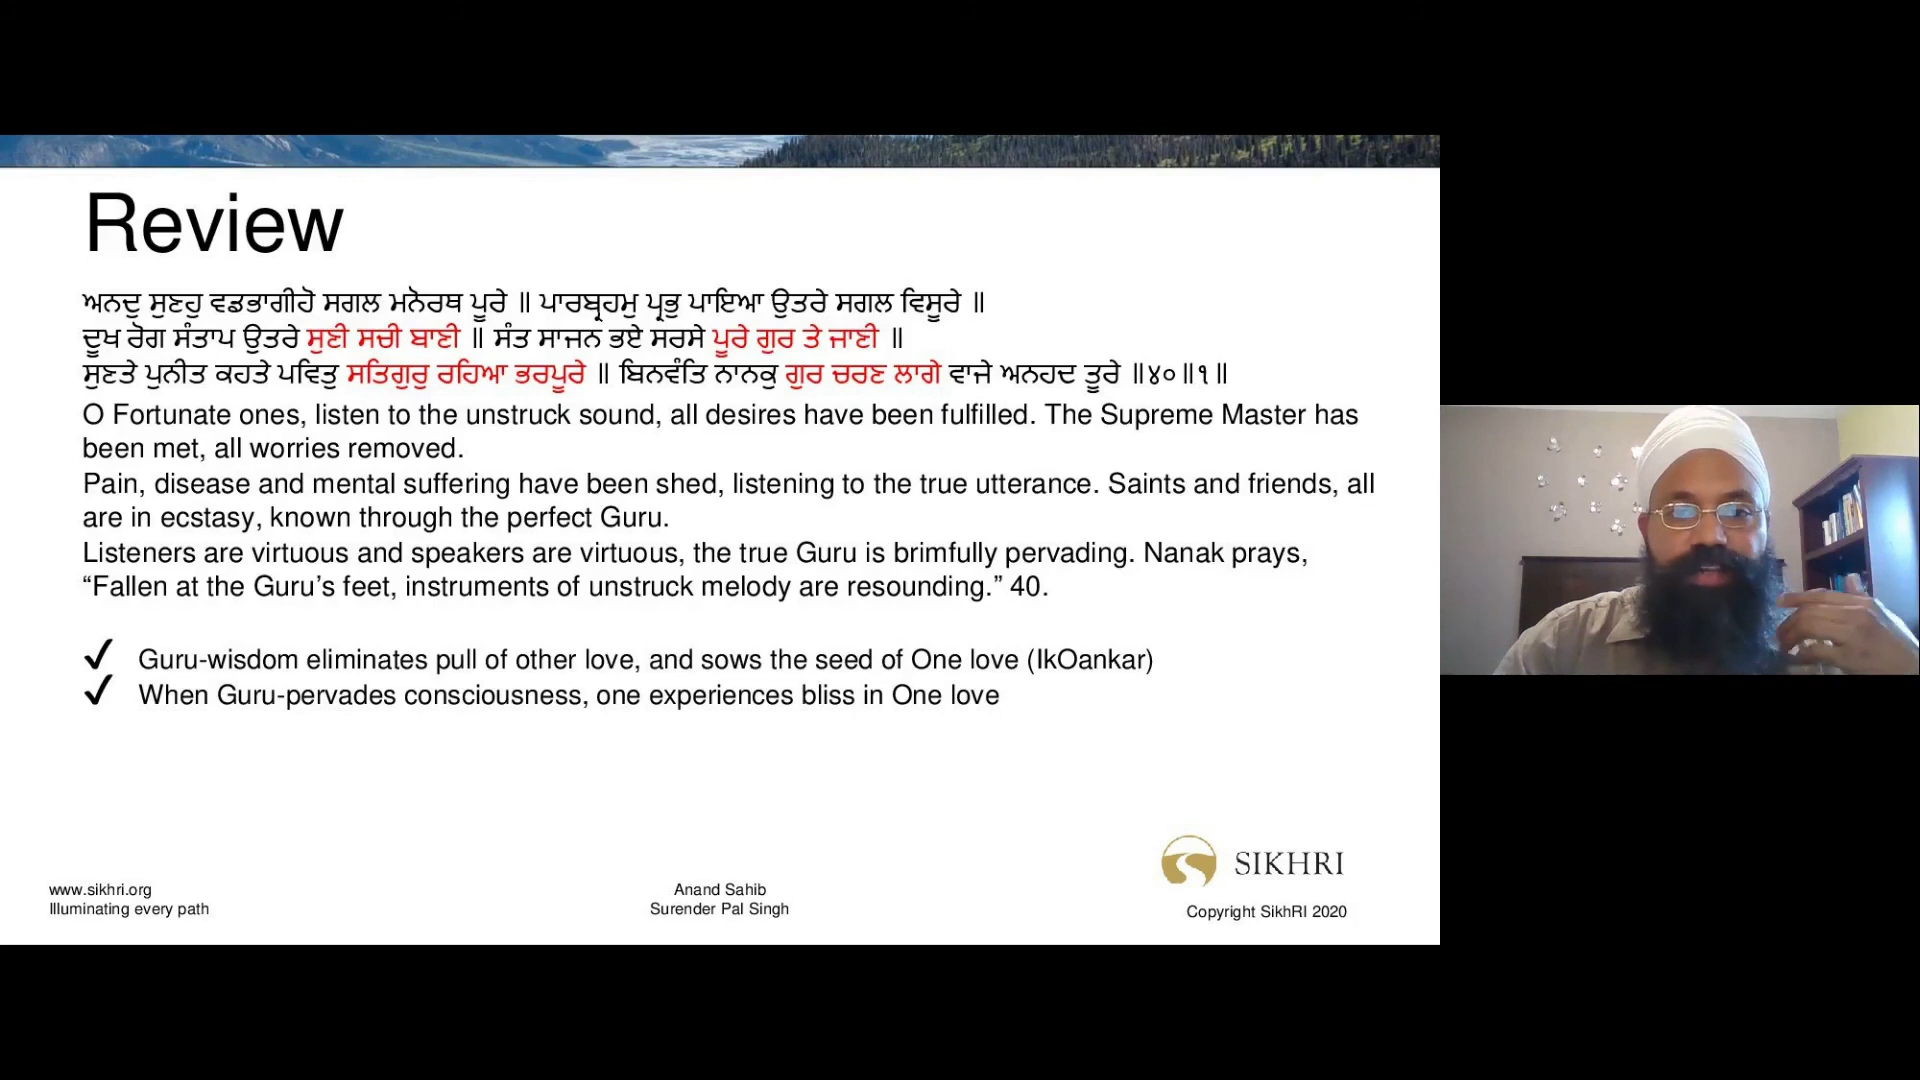 Review
ਅਨਦੁ ਸੁਣਹੁ ਵਡਭਾਗੀਹੋ ਸਗਲ ਮਨੋਰਥ ਪੂਰੇ ॥ ਪਾਰਬ੍ਰਹਮੁ ਪ੍ਰਭੁ ਪਾਇਆ ਉਤਰੇ ਸਗਲ ਵਿਸੂਰੇ ॥
ਦੂਖ ਰੋਗ ਸੰਤਾਪ ਉਤਰੇ ਸੁਣੀ ਸਚੀ ਬਾਣੀ ॥ ਸੰਤ ਸਾਜਨ ਭਏ ਸਰਸੇ ਪੂਰੇ ਗੁਰ ਤੇ ਜਾਣੀ ॥
ਸੁਣਤੇ ਪੁਨੀਤ ਕਹਤੇ ਪਵਿਤੁ ਸਤਿਗੁਰੁ ਰਹਿਆ ਭਰਪੂਰੇ ॥ ਬਿਨਵੰਤਿ ਨਾਨਕੁ ਗੁਰ ਚਰਣ ਲਾਗੇ ਵਾਜੇ ਅਨਹਦ ਤੂਰੇ ॥੪੦॥੧॥
O Fortunate ones, listen to the unstruck sound, all desires have been fulfilled. The Supreme Master has
been met, all worries removed.
Pain, disease and mental suffering have been shed, listening to the true utterance. Saints and friends, all
are in ecstasy, known through the perfect Guru.
Listeners are virtuous and speakers are virtuous, the true Guru is brimfully pervading. Nanak prays,
“Fallen at the Guru’s feet, instruments of unstruck melody are resounding.” 40.
✓ Guru-wisdom eliminates pull of other love, and sows the seed of One love (IkOankar)
✓ When Guru-pervades consciousness, one experiences bliss in One love
www.sikhri.org
Illuminating every path
Anand Sahib
Surender Pal Singh
SIKHRI
Copyright SikhRI 2020